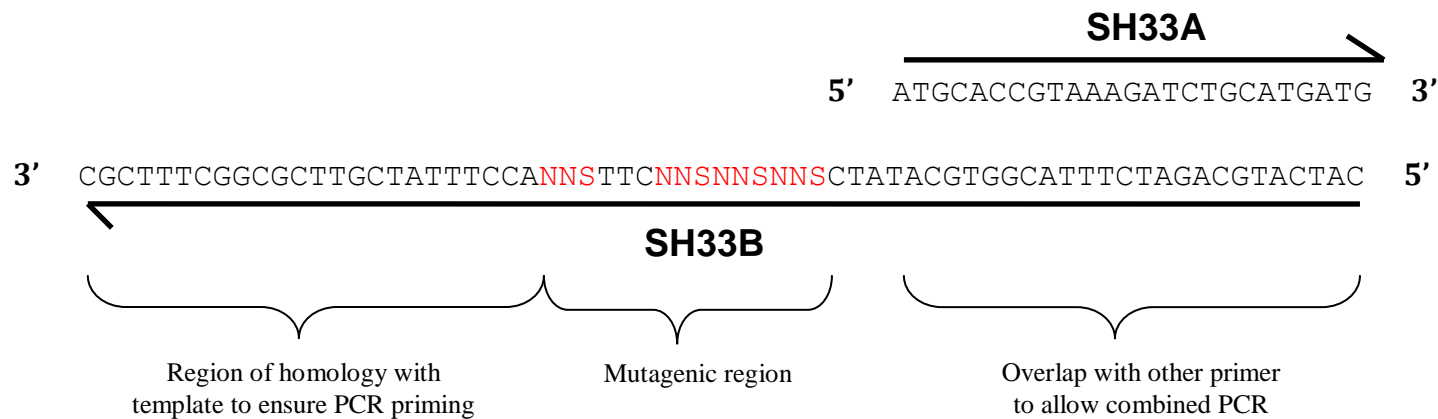 SH33A
5’ ATGCACCGTAAAGATCTGCATGATG 3’
3’ CGCTTTCGGCGCTTGCTATTTCCANNSTTCNNSNNSNNSCTATACGTGGCATTTCTAGACGTACTAC 5’
SH33B
Region of homology with
template to ensure PCR priming
Mutagenic region
Overlap with other primer
to allow combined PCR